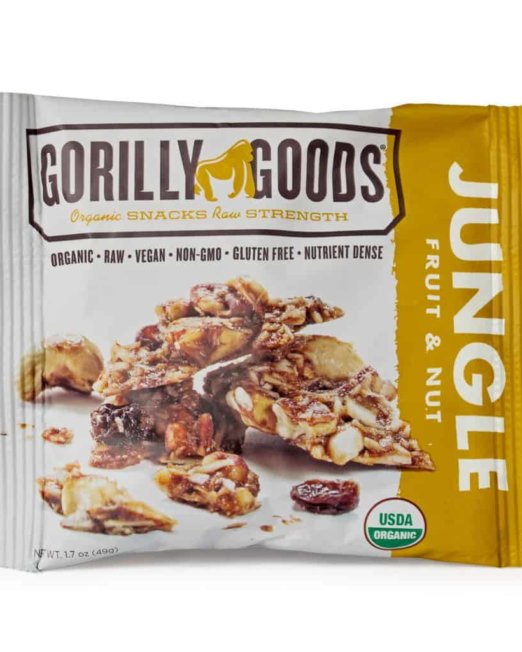 GORILLY GOODS®
Organic SNACKS Raw STRENGTH
ORGANIC • RAW • VEGAN • NON-GMO • GLUTEN FREE • NUTRIENT DENSE
JUNGLE
FRUIT & NUT
USDA
ORGANIC
NET WT. 1.7 oz (49g)